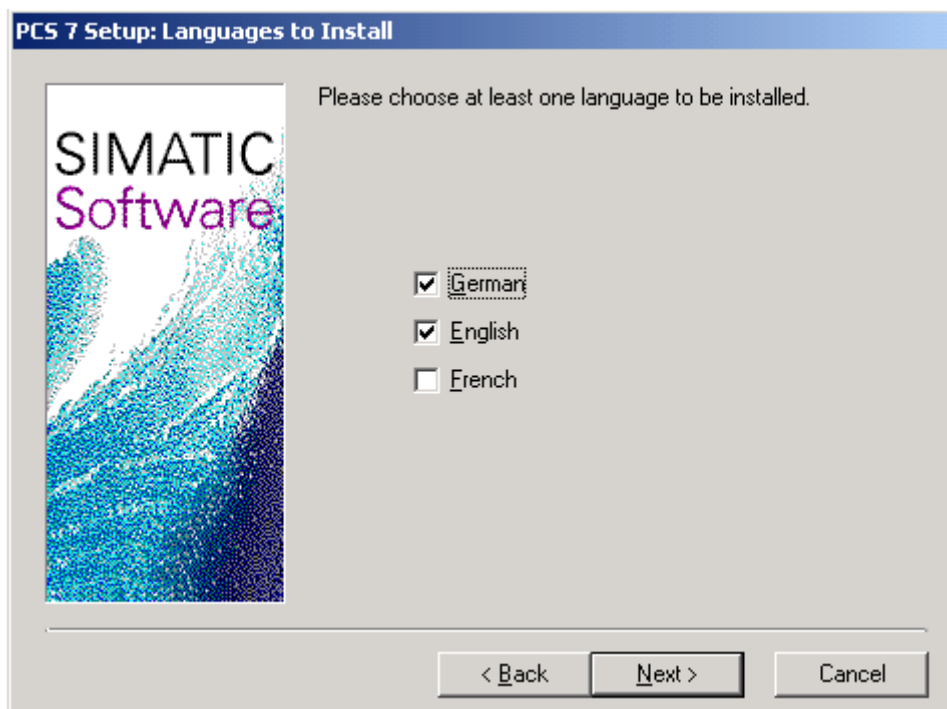 PCS 7 Setup: Languages to Install
Please choose at least one language to be installed.
SIMATIC
Software
German
English
French
< Back
Next >
Cancel